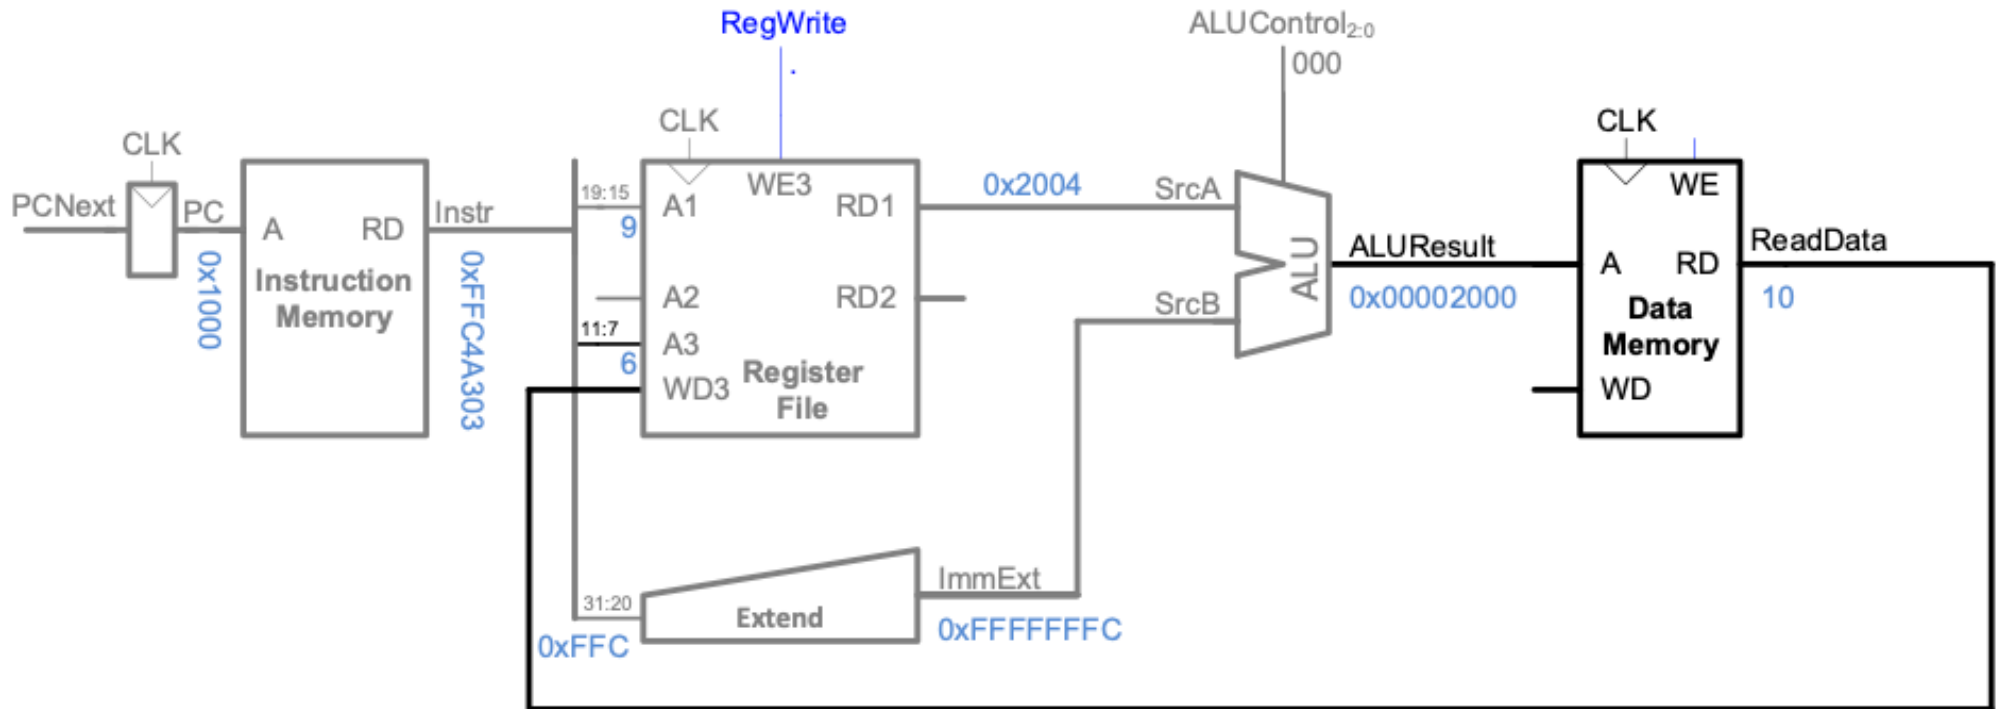 RegWrite
ALUControl2:0
000
CLK
CLK
CLK
PCNext
PC
0x1000
A
RD
Instruction
Memory
Instr
0xFFC4A303
19:15
9
A1
WE3
RD1
0x2004
SrcA
A2
RD2
SrcB
11:7
6
A3
WD3
Register
File
ALU
ALUResult
0x00002000
WE
A
RD
Data
Memory
WD
ReadData
10
31:20
0xFFC
Extend
ImmExt
0xFFFFFFFC